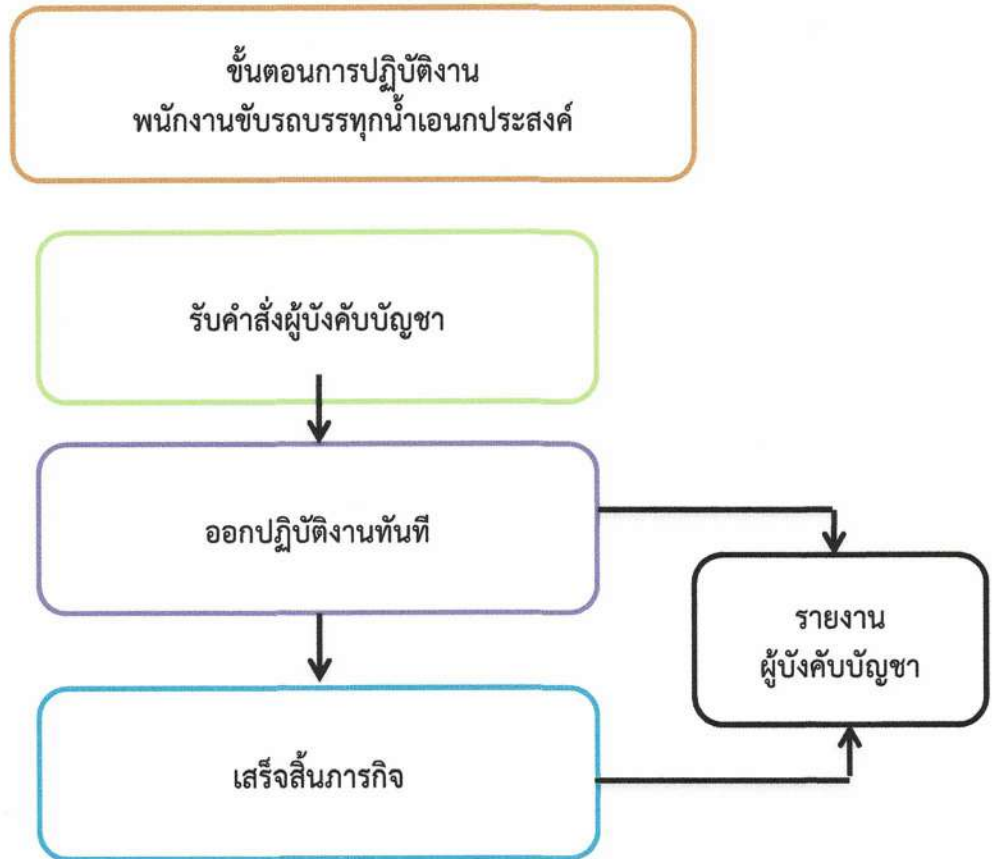 ขั้นตอนการปฏิบัติงาน
พนักงานขับรถบรรทุกน้ำเอนกประสงค์
รับคำสั่งผู้บังคับบัญชา
ออกปฏิบัติงานทันที
รายงาน
ผู้บังคับบัญชา
เสร็จสิ้นภารกิจ